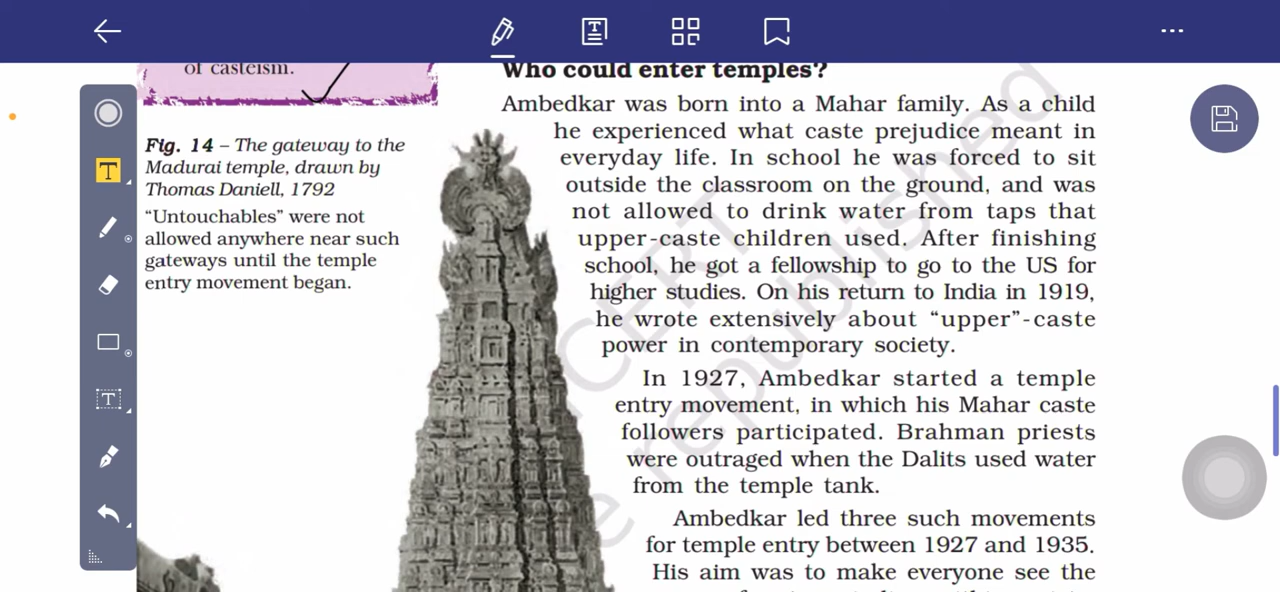 of casteism.
Fig. 14 – The gateway to the
Madurai temple, drawn by
Thomas Daniell, 1792
“Untouchables” were not
allowed anywhere near such
gateways until the temple
entry movement began.
Who could enter temples?
Ambedkar was born into a Mahar family. As a child
he experienced what caste prejudice meant in
everyday life. In school he was forced to sit
outside the classroom on the ground, and was
not allowed to drink water from taps that
upper-caste children used. After finishing
school, he got a fellowship to go to the US for
higher studies. On his return to India in 1919,
he wrote extensively about “upper”-caste
power in contemporary society.
In 1927, Ambedkar started a temple
entry movement, in which his Mahar caste
followers participated. Brahman priests
were outraged when the Dalits used water
from the temple tank.
Ambedkar led three such movements
for temple entry between 1927 and 1935.
His aim was to make everyone see the